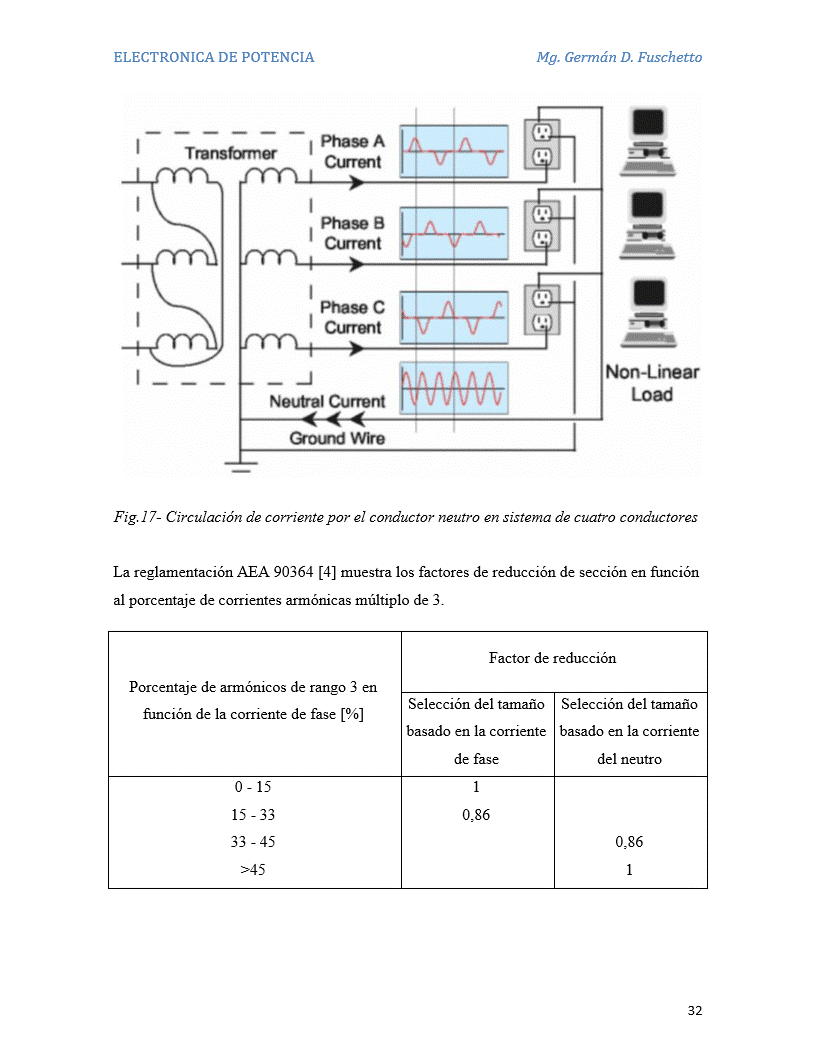 ELECTRONICA DE POTENCIA Mg. Germán D. Fuschetto
Transformer
Phase A
Current
Phase B
Current
Phase C
Current
Neutral Current
Ground Wire
Non-Linear
Load
Fig.17- Circulación de corriente por el conductor neutro en sistema de cuatro conductores
La reglamentación AEA 90364 [4] muestra los factores de reducción de sección en función
al porcentaje de corrientes armónicas múltiplo de 3.
Porcentaje de armónicos de rango 3 en
función de la corriente de fase [%]
Factor de reducción
Selección del tamaño
basado en la corriente
de fase
Selección del tamaño
basado en la corriente
del neutro
0 - 15 1
15 - 33 0,86
33 - 45 0,86
>45 1
32